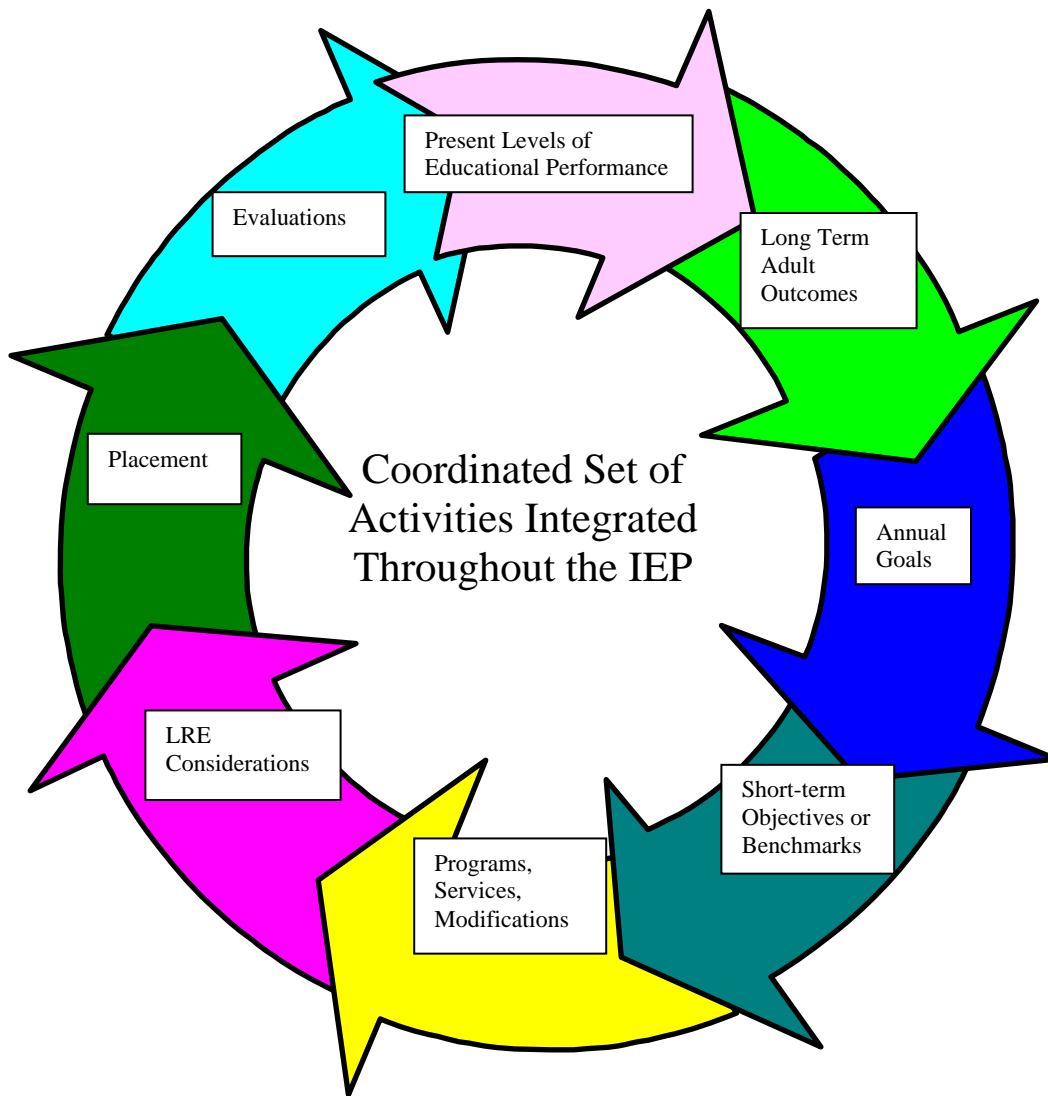 Present Levels of
Educational Performance
Evaluations
Long Term
Adult
Outcomes
Placement
Coordinated Set of
Activities Integrated
Throughout the IEP
Annual
Goals
LRE
Considerations
Short-term
Objectives or
Benchmarks
Programs,
Services,
Modifications